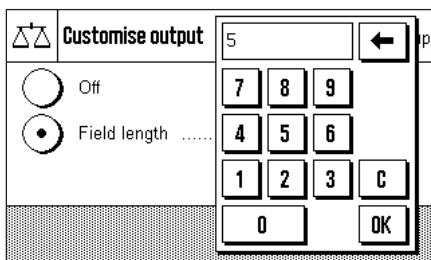 Customise output
Off
Field length ......
5
7 8 9
4 5 6
1 2 3 C
0 OK